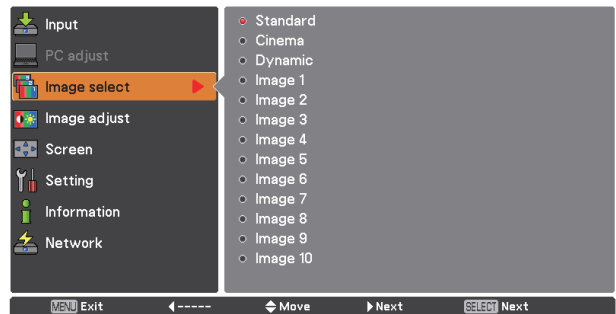 Input
PC adjust
Image select
Image adjust
Screen
Setting
Information
Network
Standard
Cinema
Dynamic
Image 1
Image 2
Image 3
Image 4
Image 5
Image 6
Image 7
Image 8
Image 9
Image 10
MENU Exit ----- Move Next SELECT Next